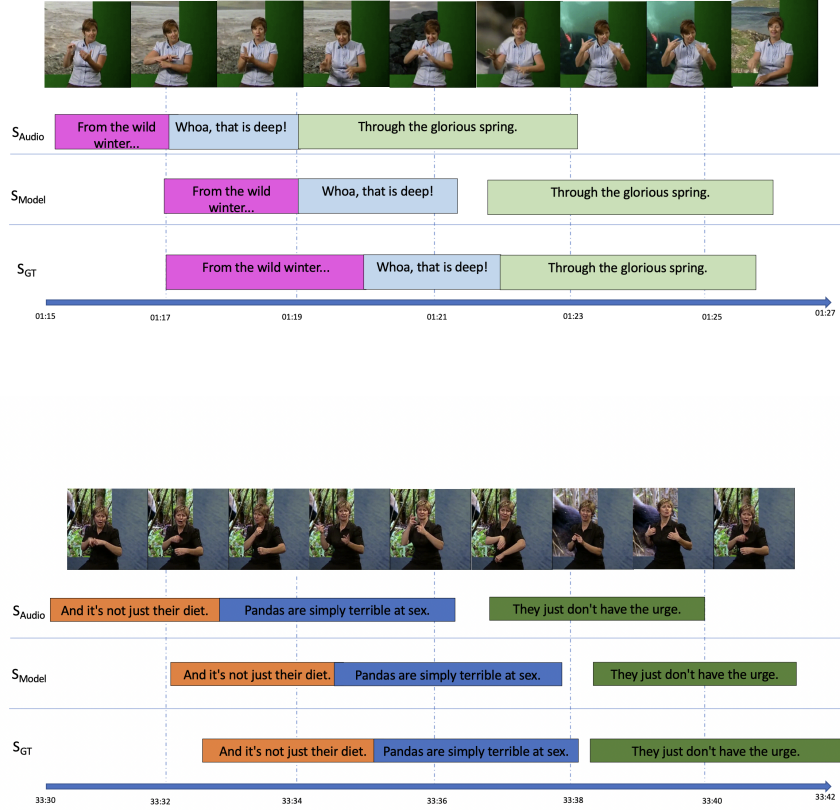 S_Audio From the wild winter... Whoa, that is deep! Through the glorious spring.
S_Model From the wild winter... Whoa, that is deep! Through the glorious spring.
S_GT From the wild winter... Whoa, that is deep! Through the glorious spring.
01:15 01:17 01:19 01:21 01:23 01:25 01:27
S_Audio And it's not just their diet. Pandas are simply terrible at sex. They just don't have the urge.
S_Model And it's not just their diet. Pandas are simply terrible at sex. They just don't have the urge.
S_GT And it's not just their diet. Pandas are simply terrible at sex. They just don't have the urge.
33:30 33:32 33:34 33:36 33:38 33:40 33:42